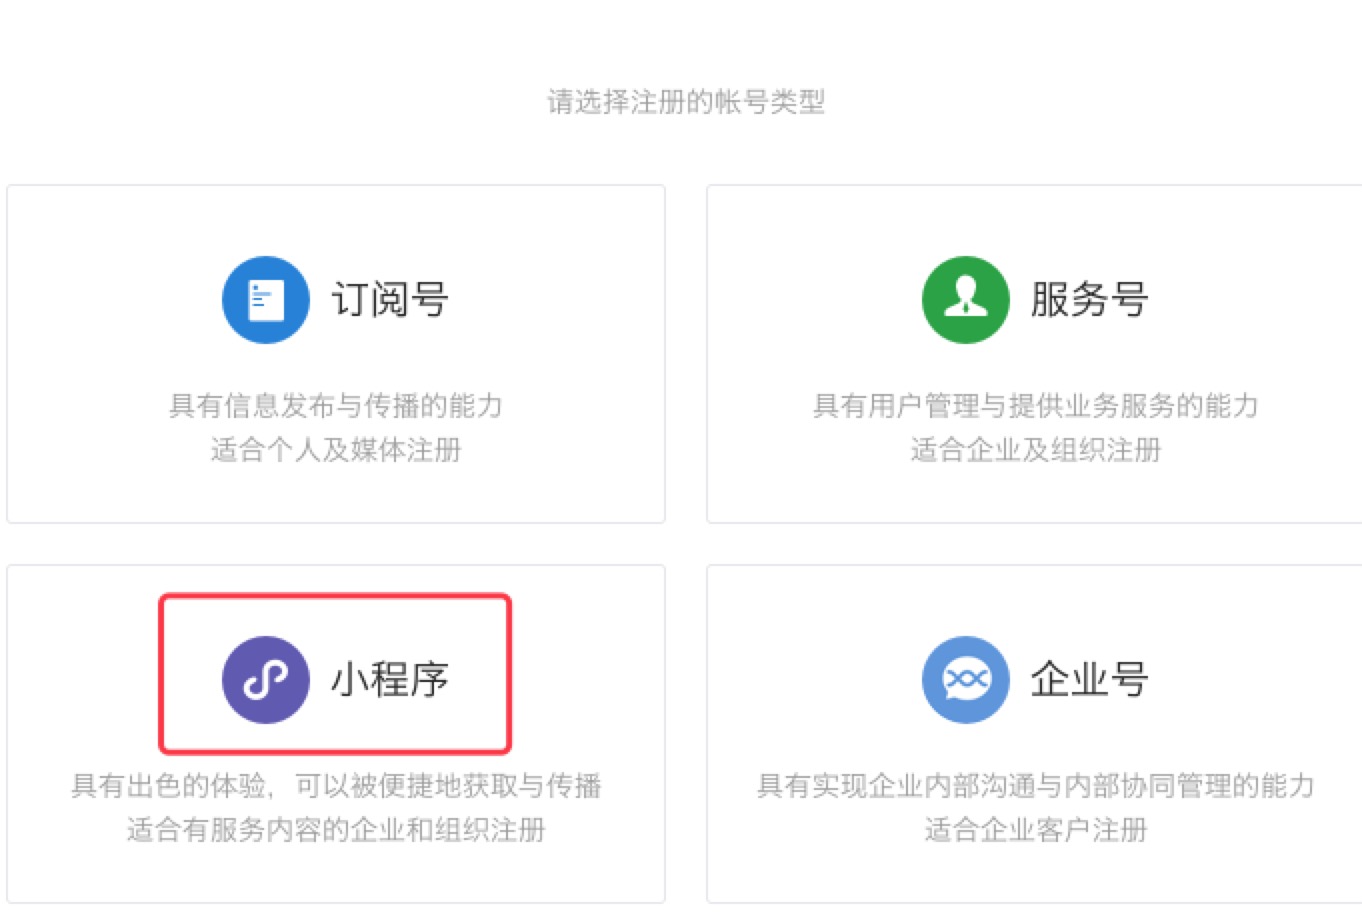 请选择注册的帐号类型
订阅号
具有信息发布与传播的能力
适合个人及媒体注册
服务号
具有用户管理与提供业务服务的能力
适合企业及组织注册
小程序
具有出色的体验，可以被便捷地获取与传播
适合有服务内容的企业和组织注册
企业号
具有实现企业内部沟通与内部协同管理的能力
适合企业客户注册